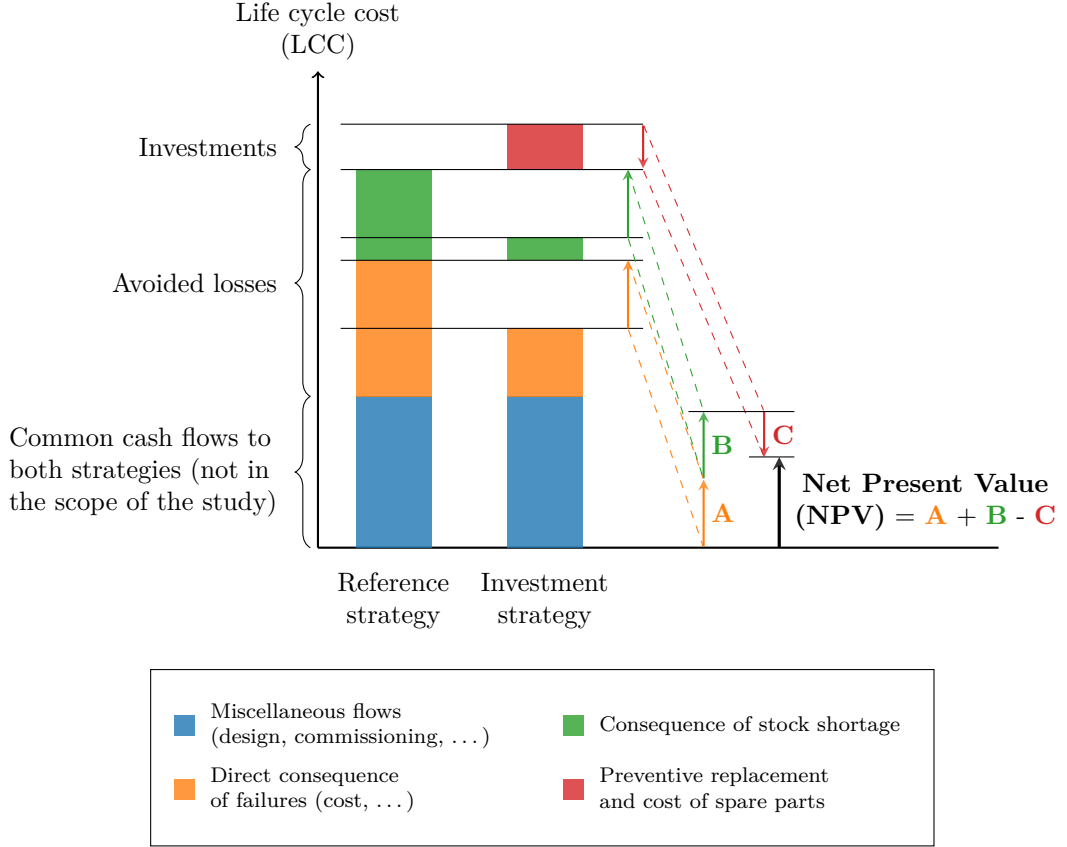 Life cycle cost
(LCC)
Investments
Avoided losses
Common cash flows to
both strategies (not in
the scope of the study)
B
C
A
Net Present Value
(NPV) = A + B - C
Reference
strategy
Investment
strategy
Miscellaneous flows
(design, commissioning, . . . )
Direct consequence
of failures (cost, . . . )
Consequence of stock shortage
Preventive replacement
and cost of spare parts